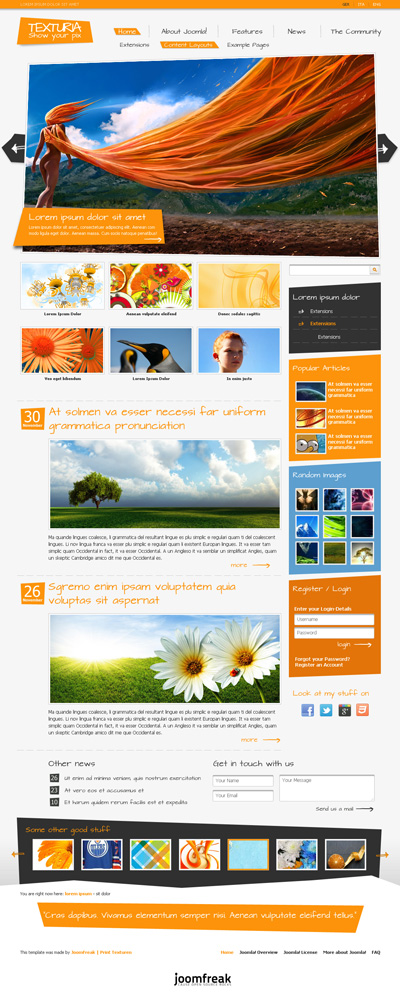 TEXTURIA
Show your pix
Home
About Joomla!
Features
News
The Community
Extensions
Content Layouts
Example Pages
Lorem ipsum dolor sit amet
Lorem ipsum dolor sit amet, consectetuer adipiscing elit. Aenean
Lorem Ipsum Dolor
Aenean vulputate eleifend
Donec sodales sagittis
Vea eget bibendum
Lorem Ipsum Dolor
In enim justo
Lorem ipsum dolor
Extensions
Extensions
Extensions
Popular Articles
At solmen va esser
necessi far uniform
grammatica
At solmen va esser
necessi far uniform
grammatica
At solmen va esser
necessi far uniform
grammatica
30
November
At solmen va esser necessi far uniform
grammatica pronunciation
Ma quande lingues coalesce, li grammatica del resultant lingue es plu simplic e regulari quam ti del coalescent
lingues. Li nov lingua franca va esser plu simplic e regulari quam li existent Europan lingues. It va esser tam
simplic quam Occidental in fact, it va esser Occidental. A un Angleso it va semblar un simplificat Angles, quam
un skeptic Cambridge amico dit me que Occidental.
more
Random Images
Register / Login
Enter your Login Details
Username
Password
login
Forgot your Password?
Register an Account
26
November
Sgremo enim ipsam voluptatem quia
voluptas sit aspernat
Ma quande lingues coalesce, li grammatica del resultant lingue es plu simplic e regulari quam ti del coalescent
lingues. Li nov lingua franca va esser plu simplic e regulari quam li existent Europan lingues. It va esser tam
simplic quam Occidental in fact, it va esser Occidental. A un Angleso it va semblar un simplificat Angles, quam
un skeptic Cambridge amico dit me que Occidental.
more
Look at my stuff on
Other news
26 Ut enim ad minima veniam, quis nostrum exercitation
23 At vero eos et accusamus et
10 Et harum quidem rerum facilis est et expedita
Get in touch with us
Your Name
Your Email
Your Message
Send us a mail
Some other good stuff
You are right now here: lorem ipsum › sit dolor
"Cras dapibus. Vivamus elementum semper nisi. Aenean vulputate eleifend tellus."
This template was made by Joomfreak | Print Texturee
Home
Joomla! Overview
Joomla! License
More about Joomla!
FAQ
joomfreak